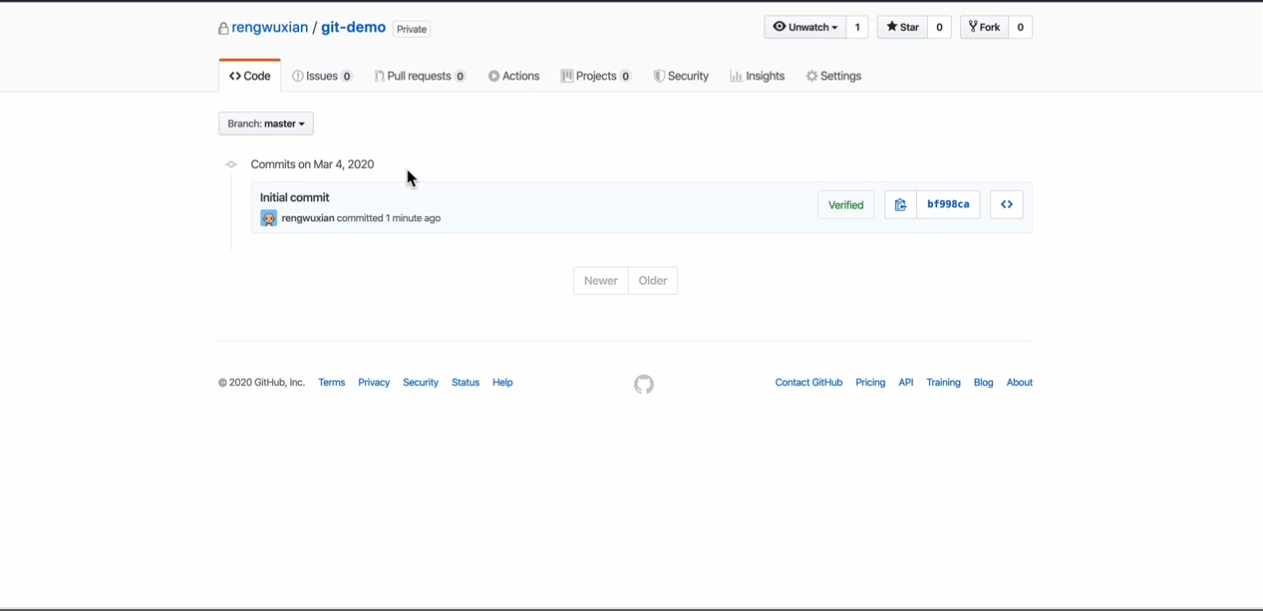 rengwuxian / git-demo Private Unwatch 1 Star 0 Fork 0
Code Issues 0 Pull requests 0 Actions Projects 0 Security Insights Settings
Branch: master
Commits on Mar 4, 2020
Initial commit
rengwuxian committed 1 minute ago
Verified bf998ca
Newer Older
© 2020 GitHub, Inc. Terms Privacy Security Status Help Contact GitHub Pricing API Training Blog About